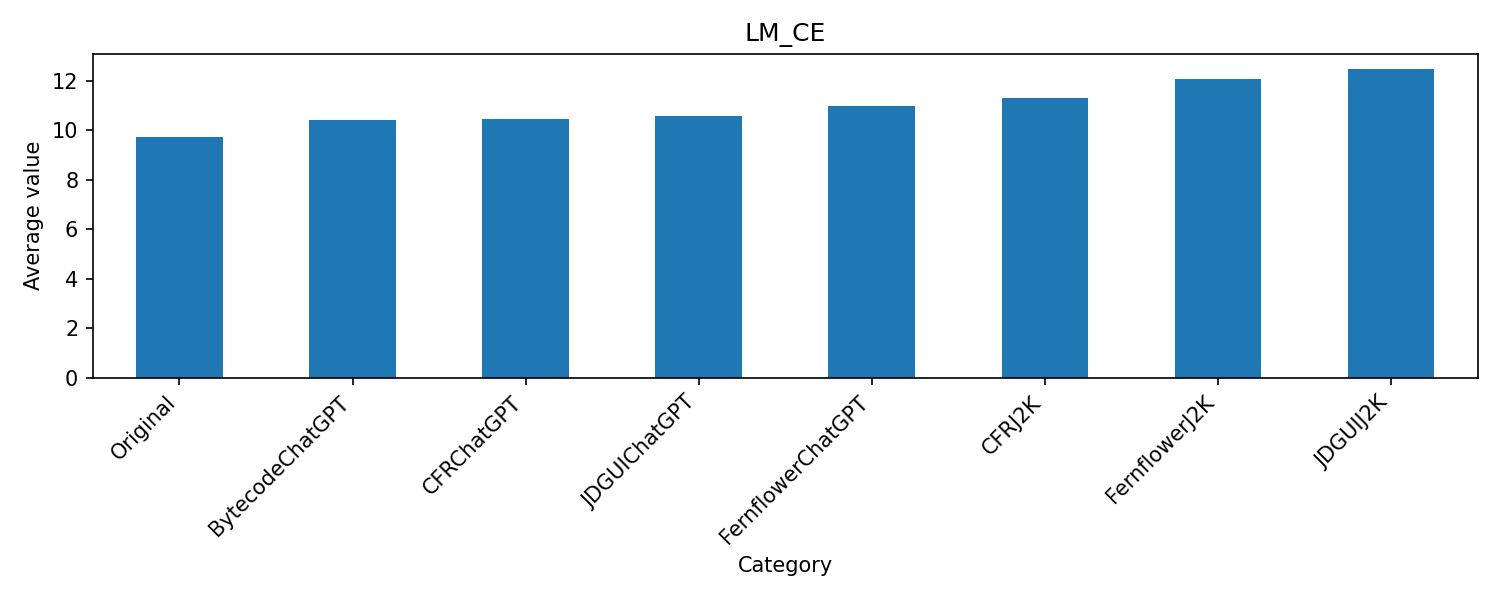 LM_CE
Average value
12
10
8
6
4
2
0
Original
BytecodeChatGPT
CFRChatGPT
JDGUIChatGPT
FernflowerChatGPT
CFRJ2K
FernflowerJ2K
JDGUIJ2K
Category